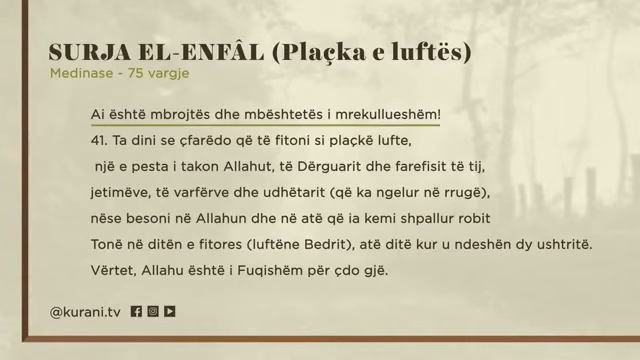 SURJA EL-ENFÂL (Plaçka e luftës)
Medinase - 75 vargje
Ai është mbrojtës dhe mbështetës i mrekullueshëm!
41. Ta dini se çfarëdo që të fitoni si plaçkë lufte,
një e pesta i takon Allahut, të Dërguarit dhe farefisit të tij,
jetimëve, të varfërve dhe udhëtarit (që ka ngelur në rrugë),
nëse besoni në Allahun dhe në atë që ia kemi shpallur robit
Tonë në ditën e fitores (luftëne Bedrit), atë ditë kur u ndeshën dy ushtritë.
Vërtet, Allahu është i Fuqishëm për çdo gjë.
@kurani.tv